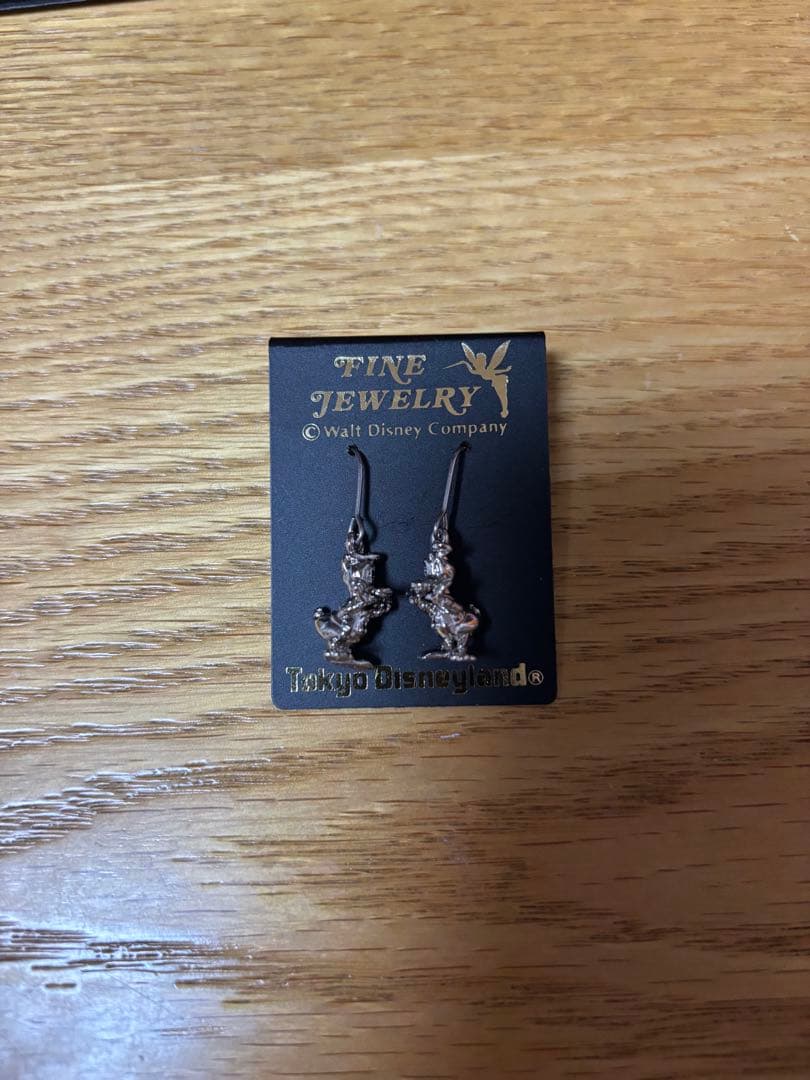 FINE
JEWELRY
© Walt Disney Company
Tokyo Disneyland®